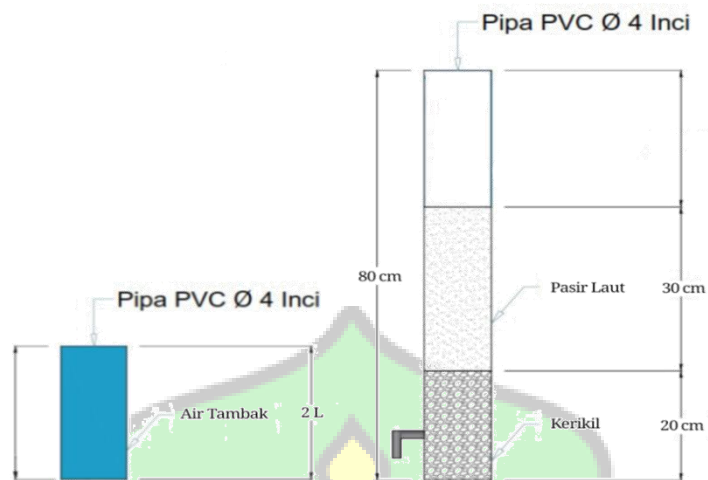 Pipa PVC Ø 4 Inci
80 cm
Pasir Laut
30 cm
Pipa PVC Ø 4 Inci
Air Tambak
2 L
Kerikil
20 cm